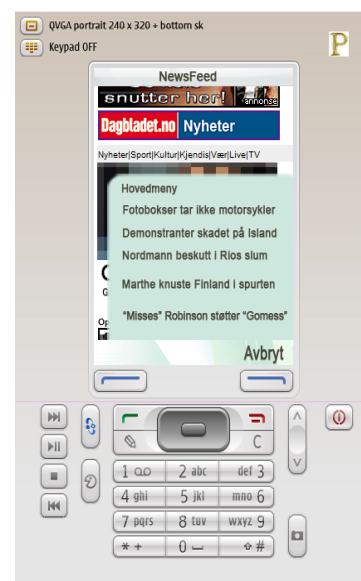 QVGA portrait 240 x 320 + bottom sk
Keypad OFF
P
NewsFeed
snutter her!
annonse
Dagbladet.no Nyheter
Nyheter|Sport|Kultur|Kjendis|Vær|Live|TV
Hovedmeny
Fotobokser tar ikke motorsykler
Demonstranter skadet på Island
Nordmann beskutt i Rios slum
Marthe knuste Finland i spurten
"Misses" Robinson støtter "Gomess"
Avbryt
C
1 2 abc def 3
4 ghi 5 jkl mno 6
7 pqrs 8 tuv wxyz 9
* + 0 #